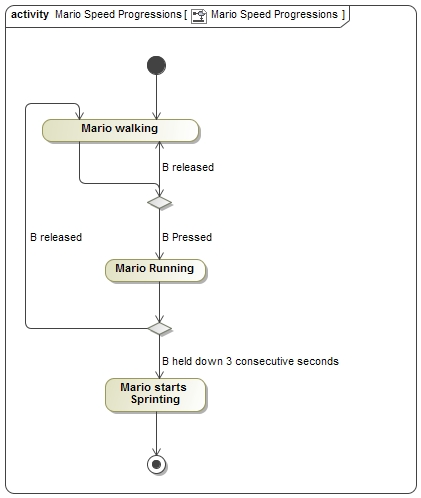 activity Mario Speed Progressions [ Mario Speed Progressions ]
Mario walking
B released
B released
B Pressed
Mario Running
B held down 3 consecutive seconds
Mario starts
Sprinting